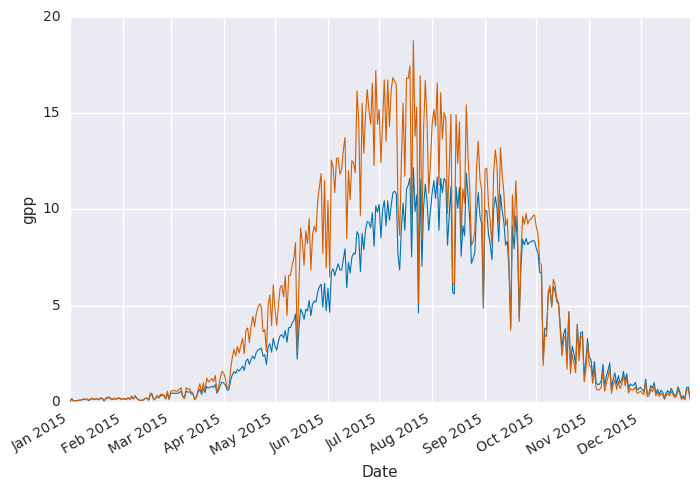 20
15
10
5
0
gpp
Jan 2015
Feb 2015
Mar 2015
Apr 2015
May 2015
Jun 2015
Jul 2015
Aug 2015
Sep 2015
Oct 2015
Nov 2015
Dec 2015
Date